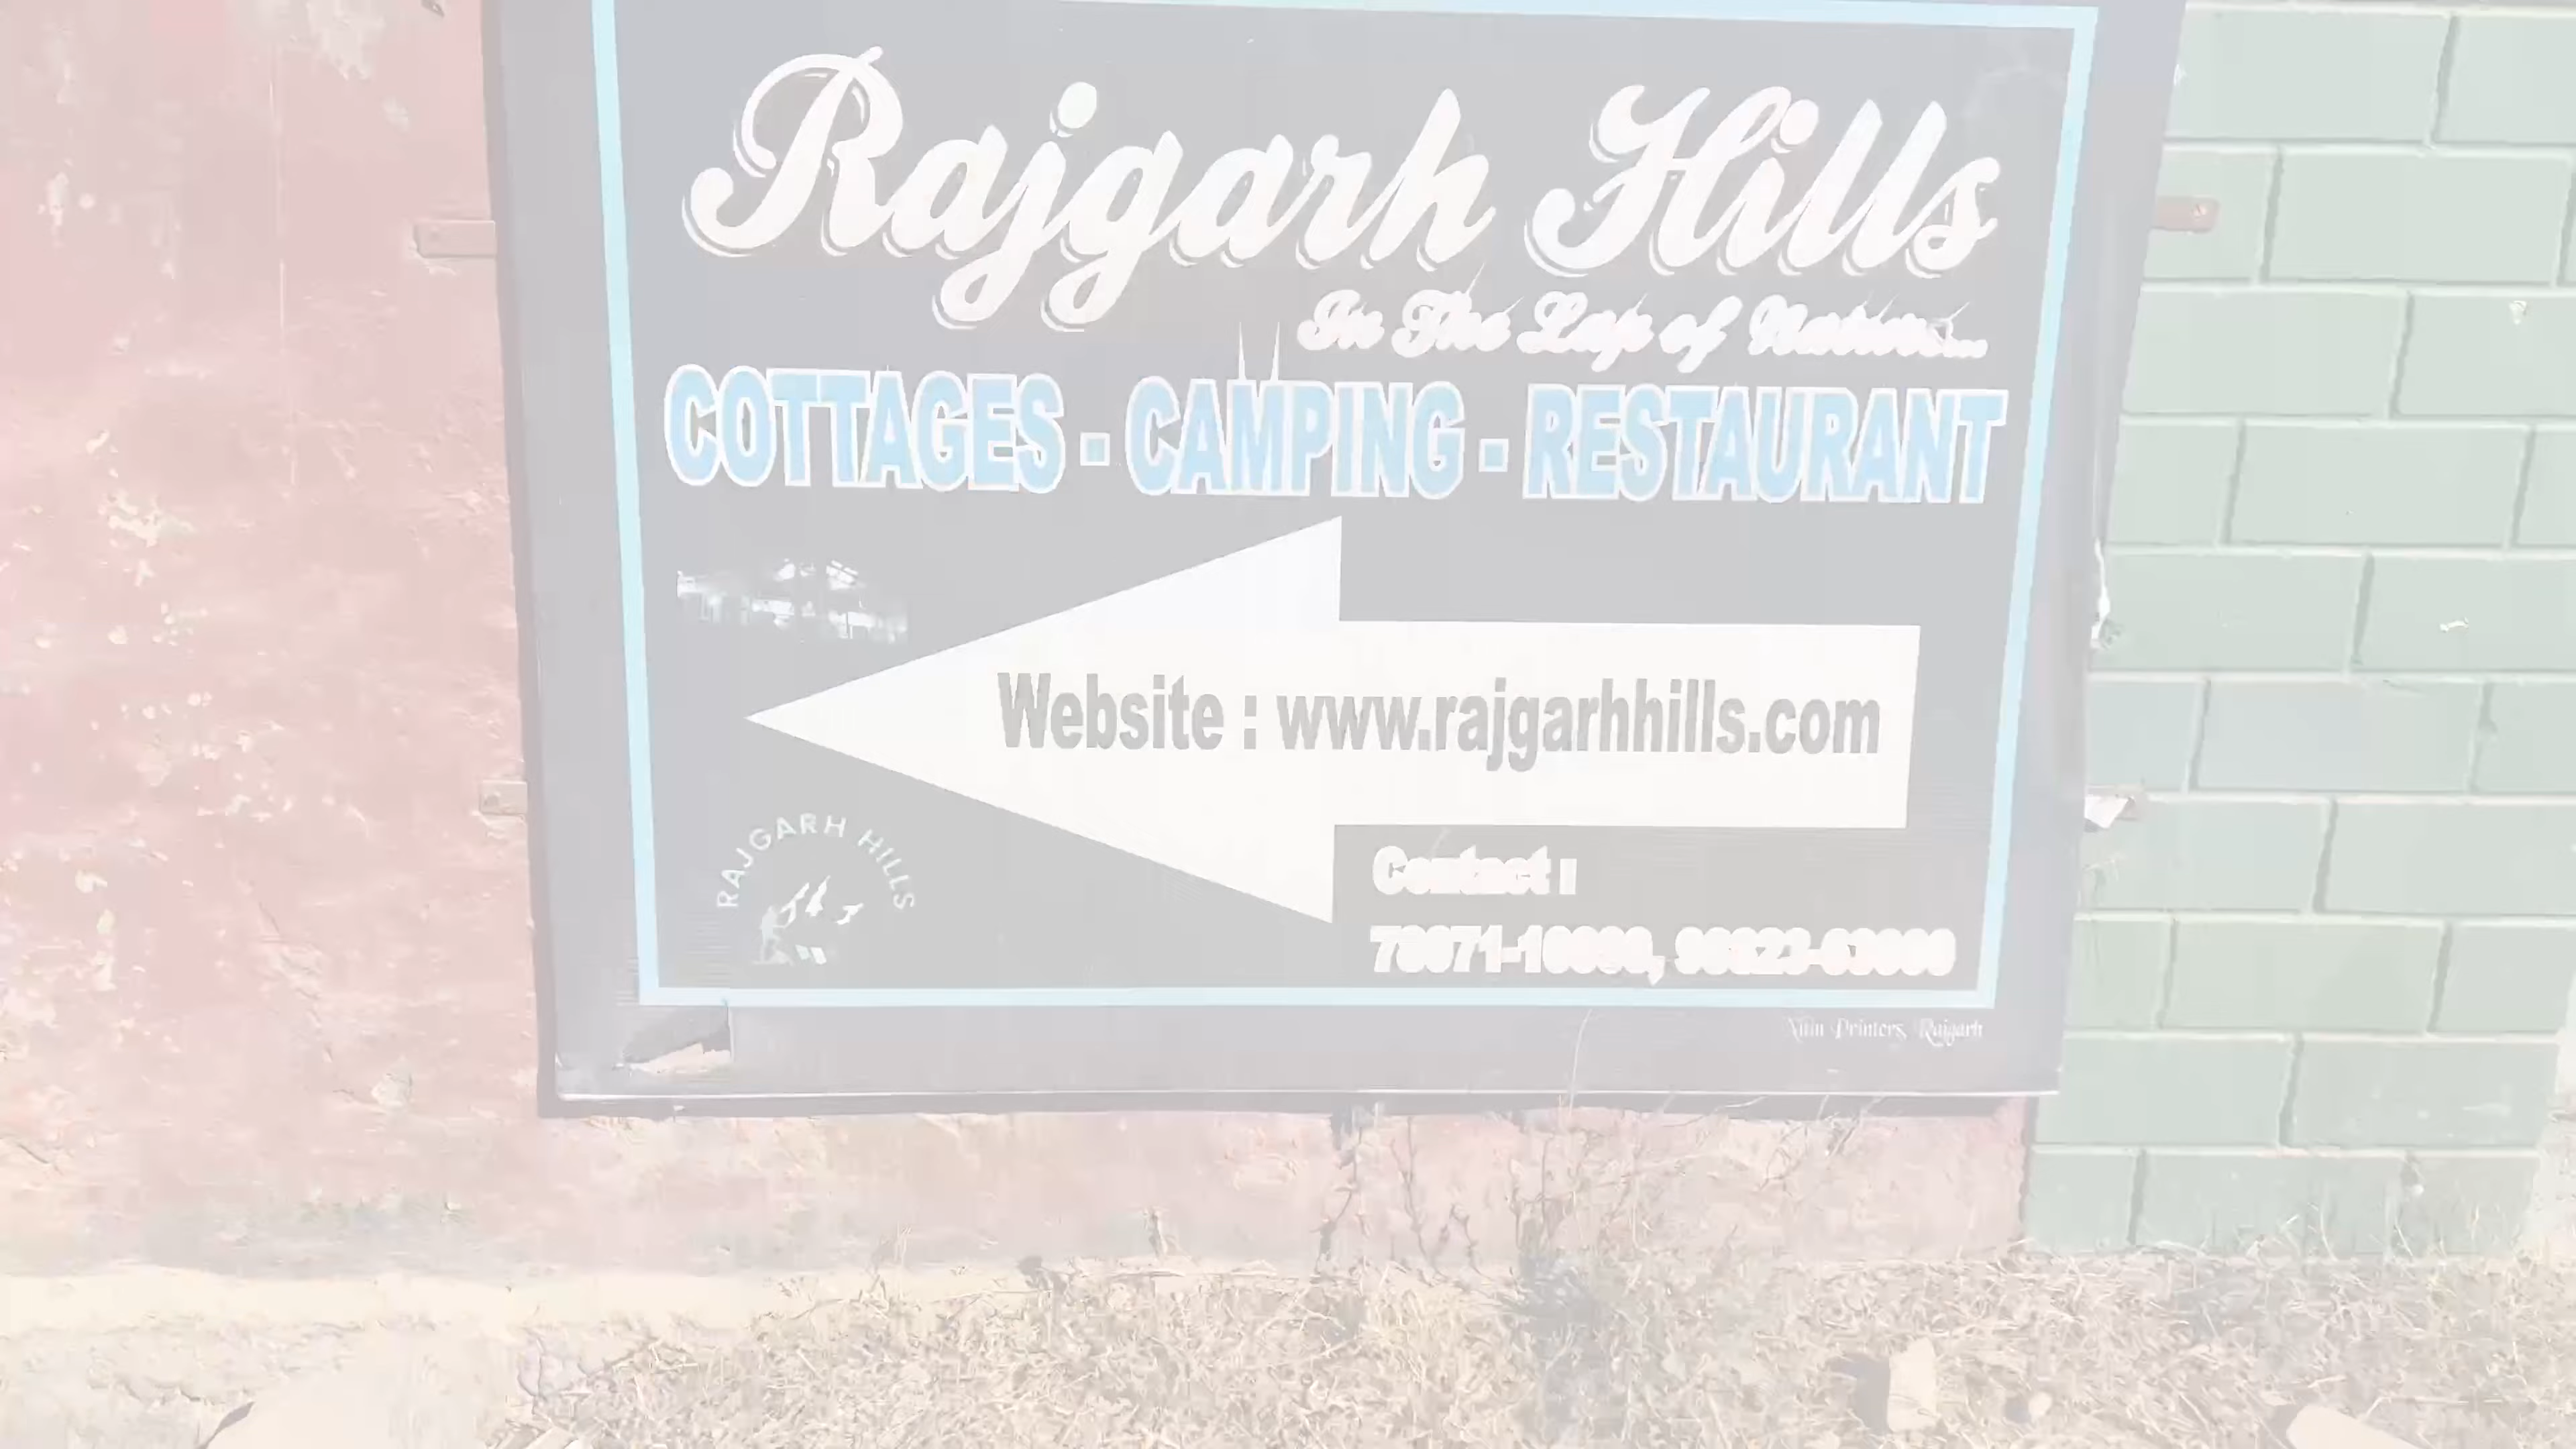 Rajgarh Hills
In The Lap of Nature...
COTTAGES - CAMPING - RESTAURANT
Website : www.rajgarhhills.com
RAJGARH HILLS
Contact :
Printers, Rajgarh